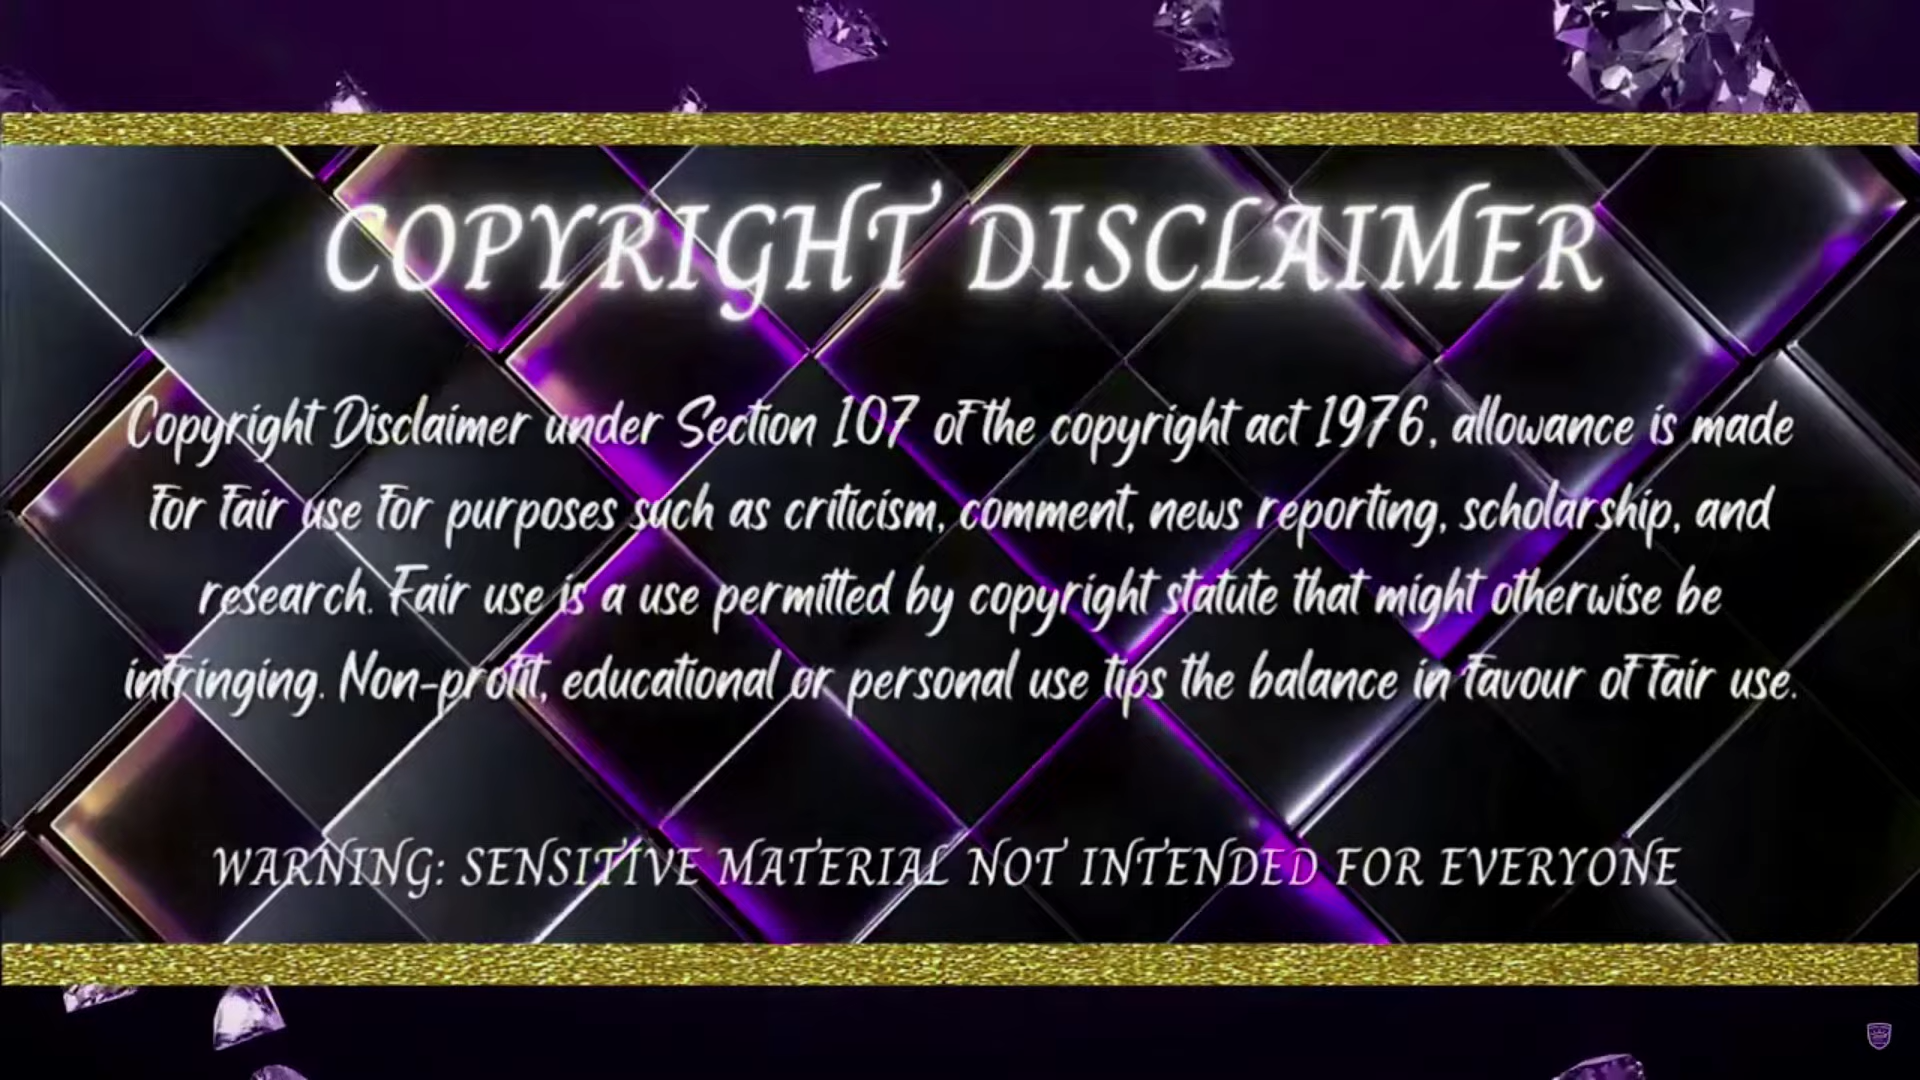 COPYRIGHT DISCLAIMER
Copyright Disclaimer under Section 107 of the copyright act 1976, allowance is made
for fair use for purposes such as criticism, comment, news reporting, scholarship, and
research. Fair use is a use permitted by copyright statute that might otherwise be
infringing. Non-profit, educational or personal use tips the balance in favour of fair use.
WARNING: SENSITIVE MATERIAL NOT INTENDED FOR EVERYONE